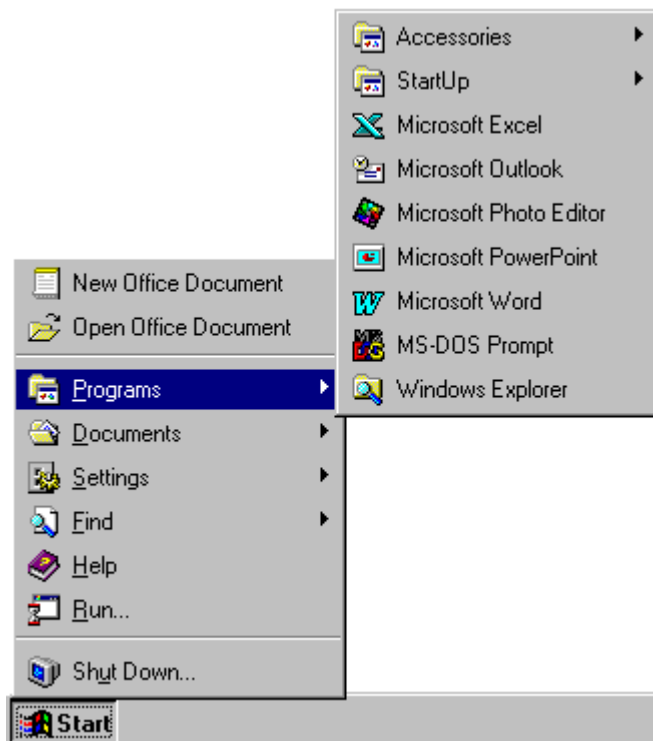 Accessories
StartUp
Microsoft Excel
Microsoft Outlook
Microsoft Photo Editor
Microsoft PowerPoint
Microsoft Word
MS-DOS Prompt
Windows Explorer
New Office Document
Open Office Document
Programs
Documents
Settings
Find
Help
Run...
Shut Down...
Start